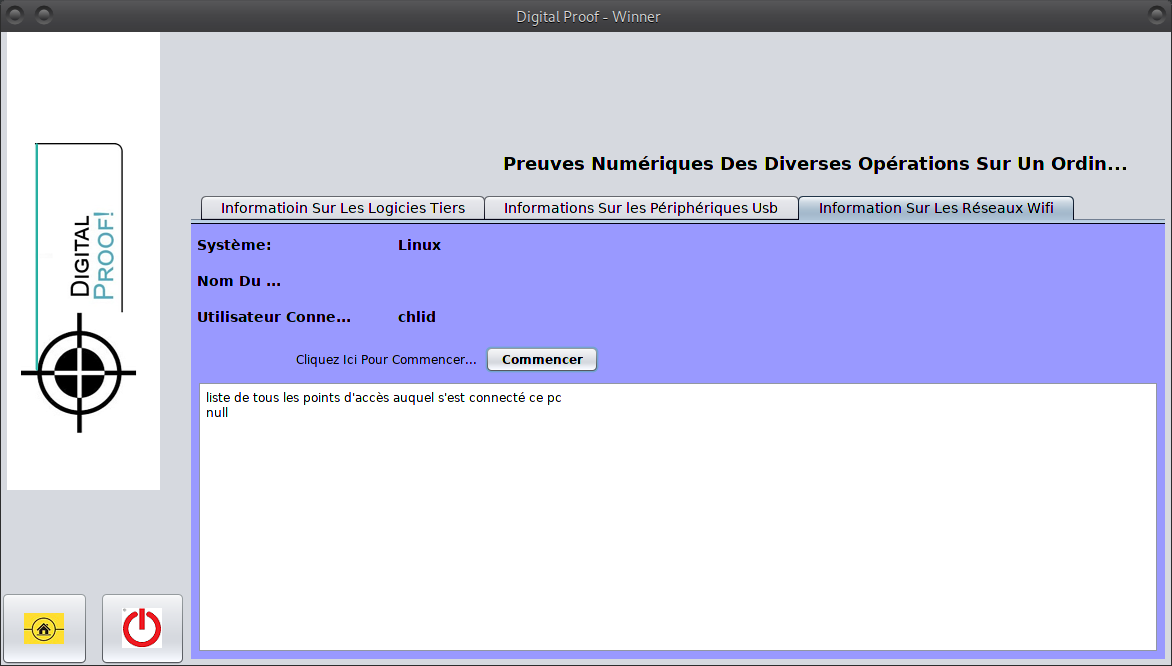 Digital Proof - Winner
DIGITAL
PROOF!
Preuves Numériques Des Diverses Opérations Sur Un Ordin...
Informatioin Sur Les Logicies Tiers
Informations Sur les Périphériques Usb
Information Sur Les Réseaux Wifi
Système: Linux
Nom Du ...
Utilisateur Conne... chlid
Cliquez Ici Pour Commencer... Commencer
liste de tous les points d'accès auquel s'est connecté ce pc
null